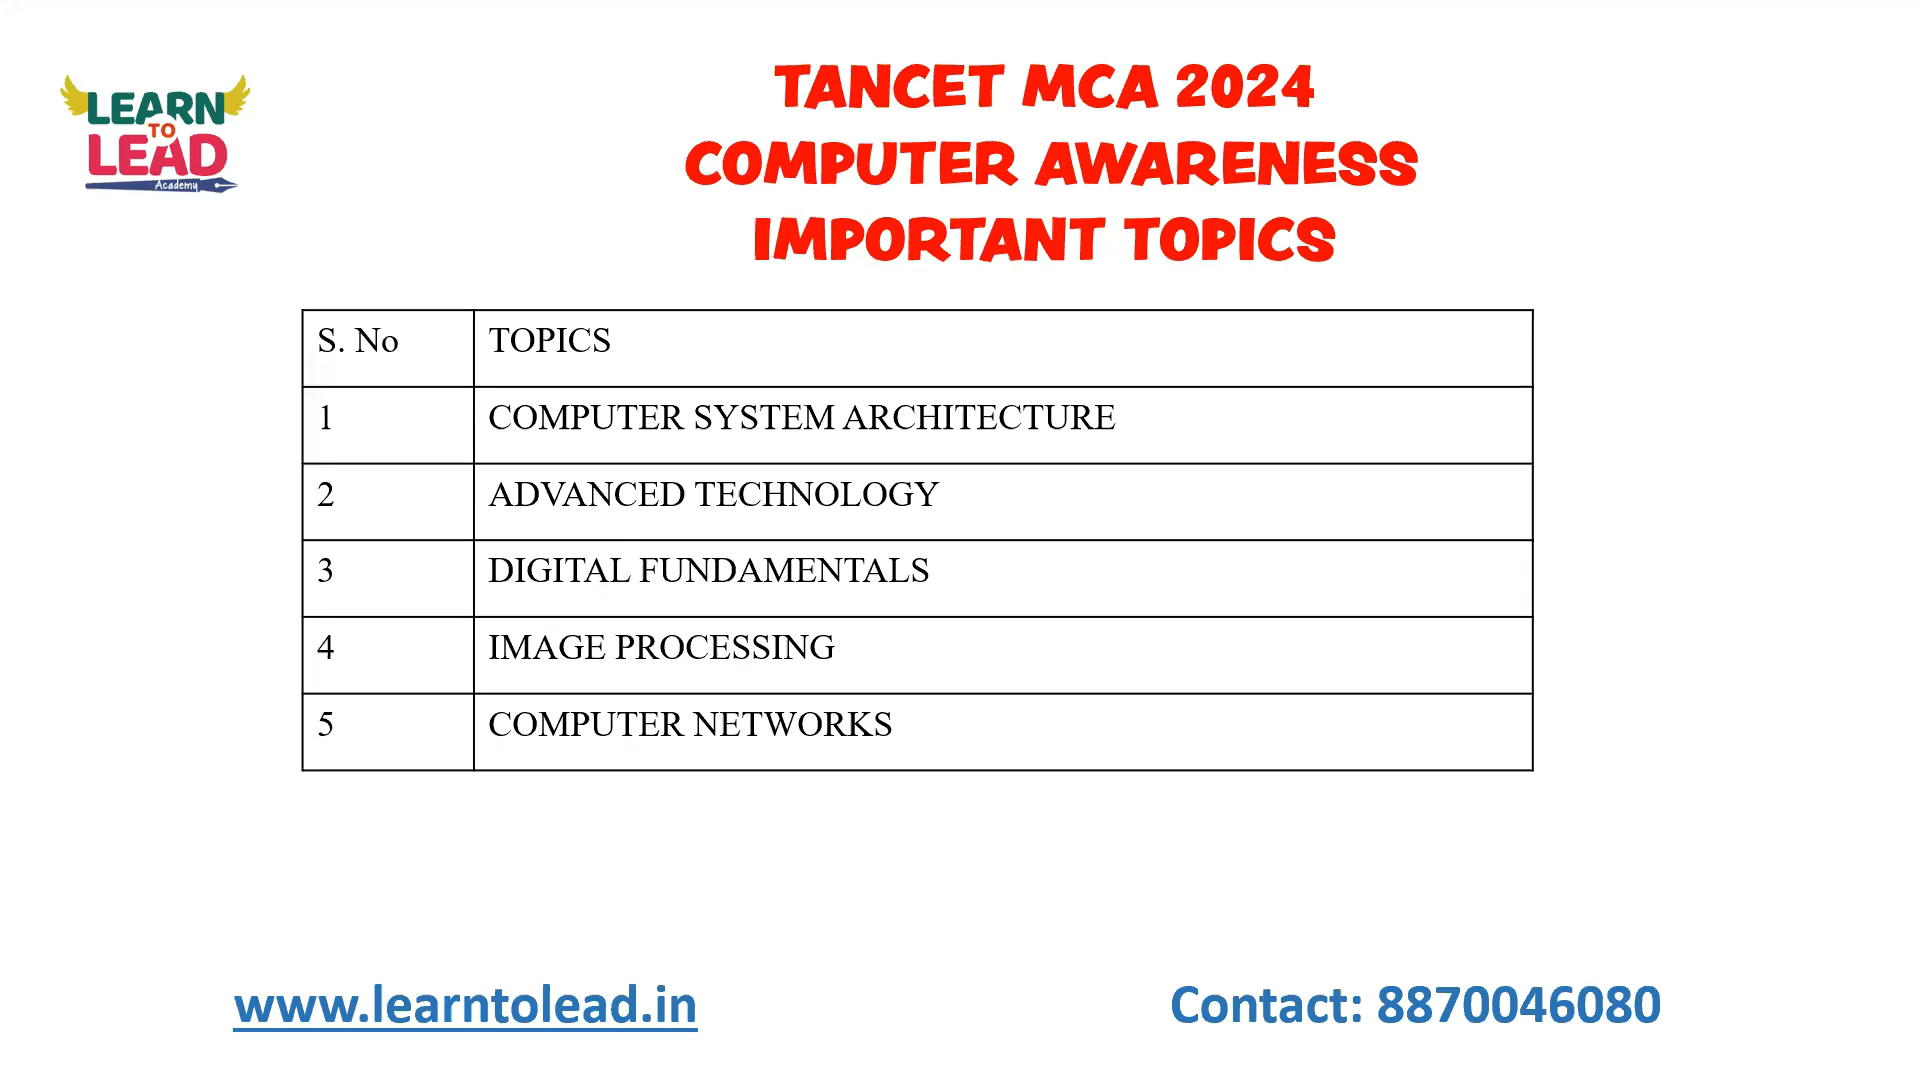 LEARN
TO
LEAD
Academy
TANCET MCA 2024
COMPUTER AWARENESS
IMPORTANT TOPICS
S. No TOPICS
1 COMPUTER SYSTEM ARCHITECTURE
2 ADVANCED TECHNOLOGY
3 DIGITAL FUNDAMENTALS
4 IMAGE PROCESSING
5 COMPUTER NETWORKS
www.learntolead.in Contact: 8870046080